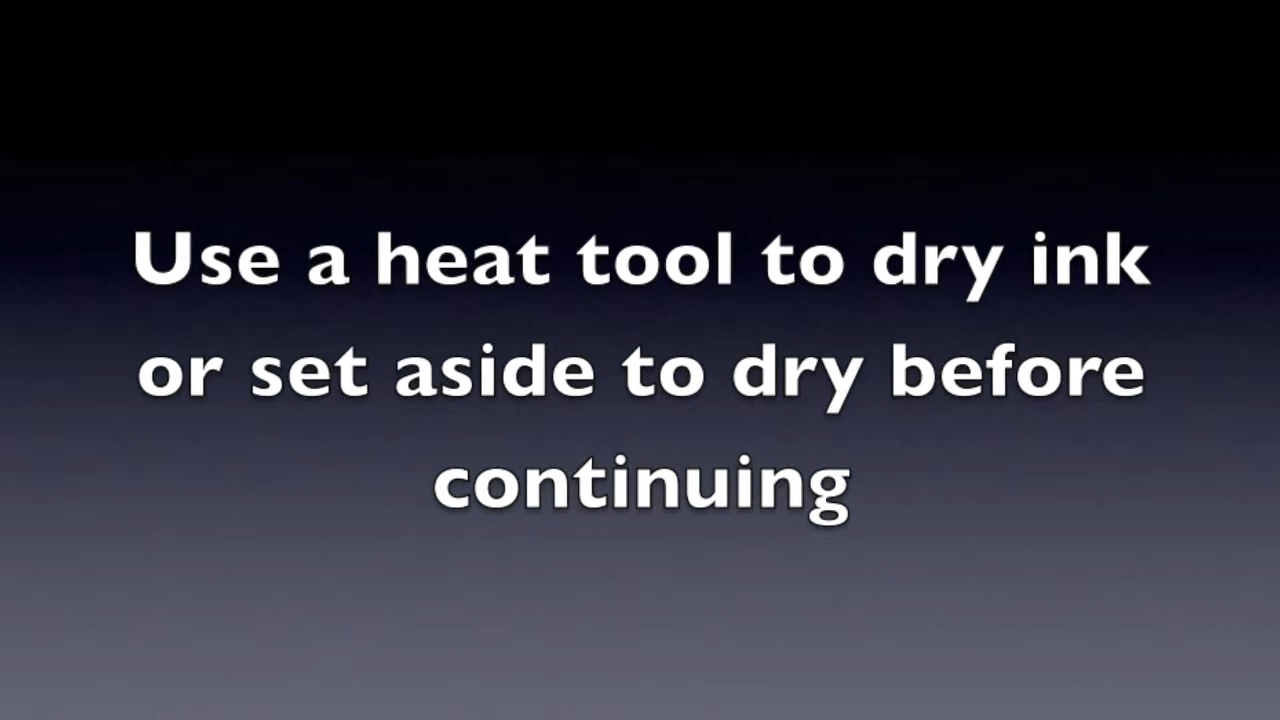 Use a heat tool to dry ink
or set aside to dry before
continuing